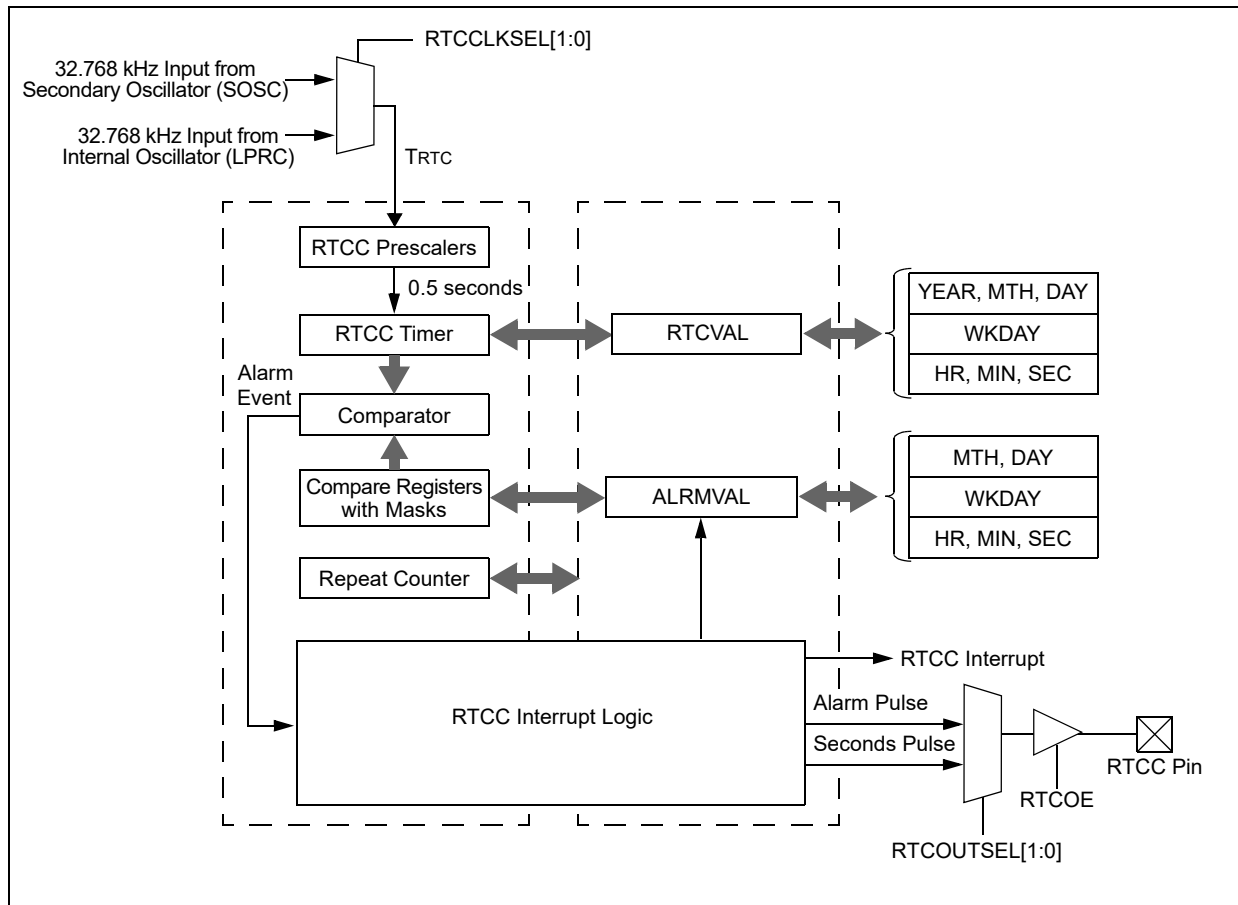 RTCCLKSEL[1:0]
32.768 kHz Input from
Secondary Oscillator (SOSC)
32.768 kHz Input from
Internal Oscillator (LPRC)
TRTC
RTCC Prescalers
0.5 seconds
RTCC Timer
RTCVAL
YEAR, MTH, DAY
WKDAY
HR, MIN, SEC
Alarm
Event
Comparator
Compare Registers
with Masks
ALRMVAL
MTH, DAY
WKDAY
HR, MIN, SEC
Repeat Counter
RTCC Interrupt Logic
RTCC Interrupt
Alarm Pulse
Seconds Pulse
RTCC Pin
RTCOE
RTCOUTSEL[1:0]